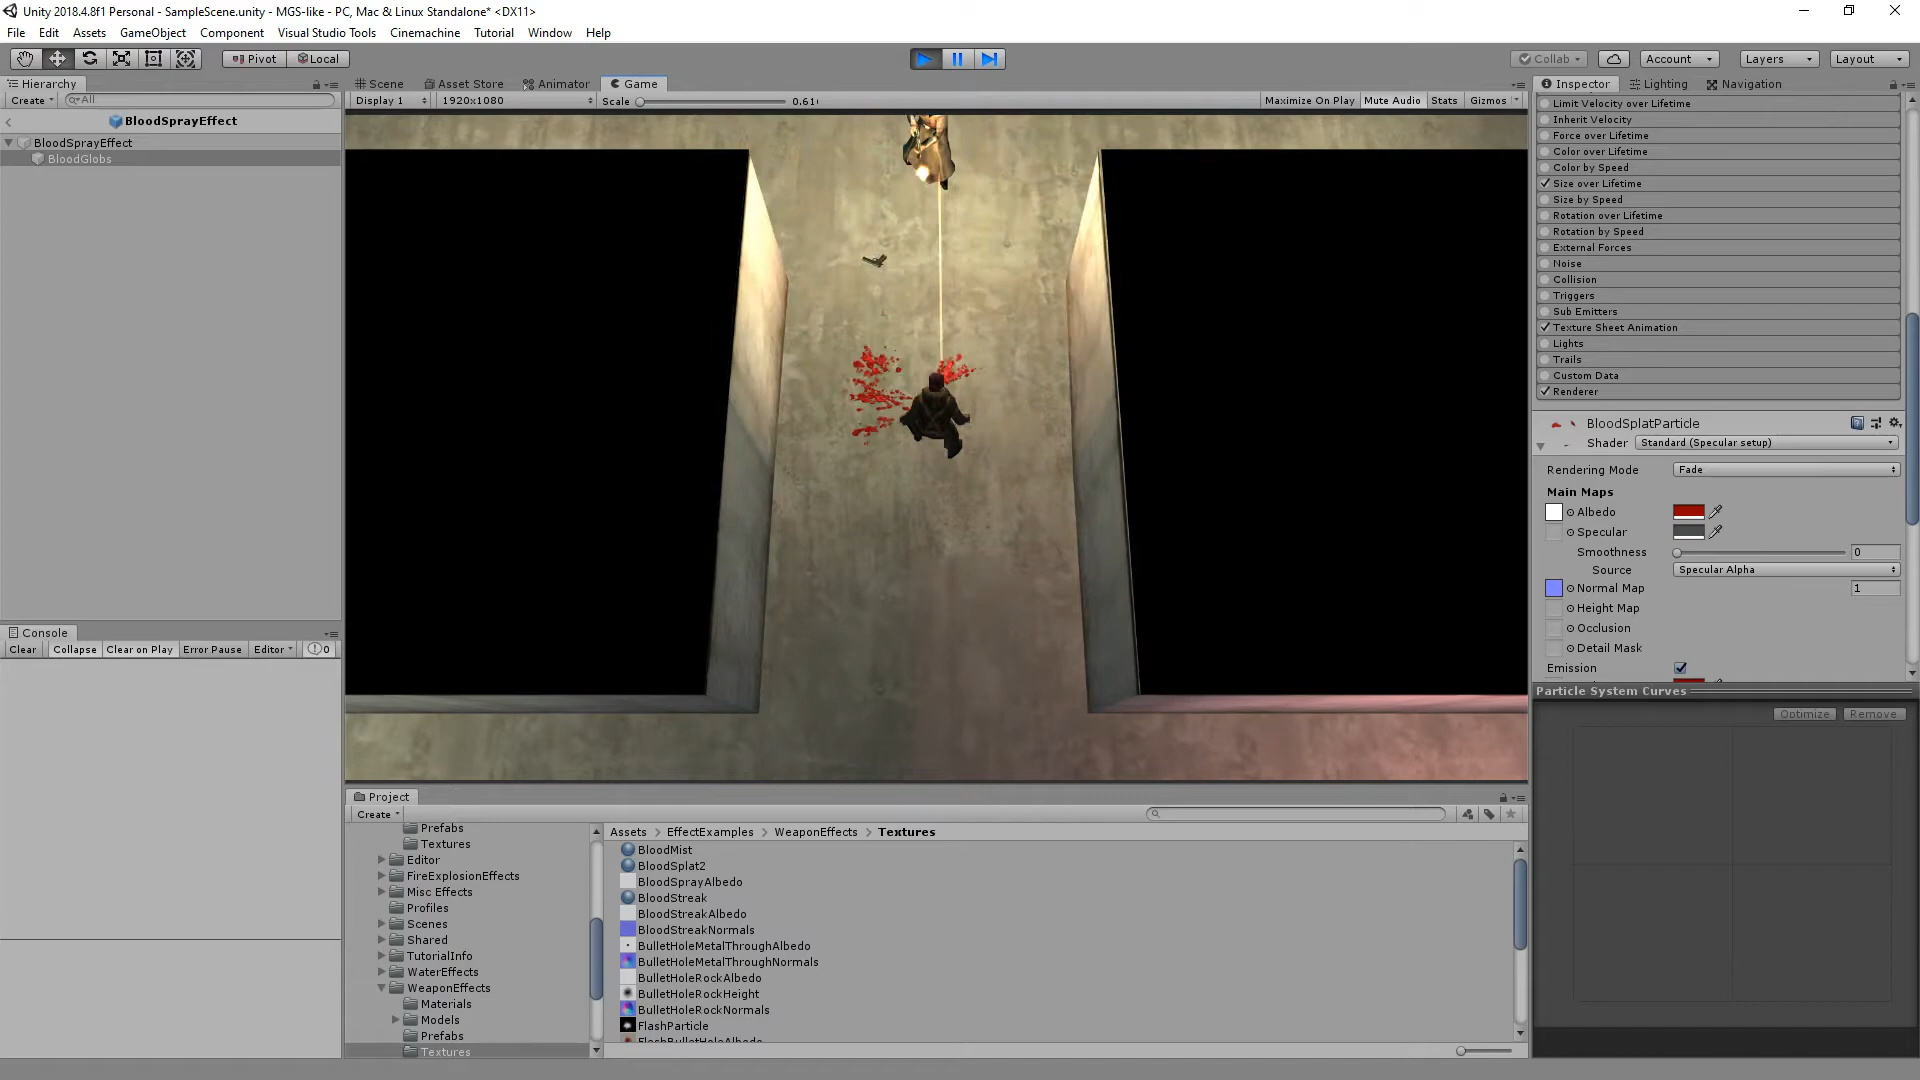 Unity 2018.4.8f1 Personal - SampleScene.unity - MGS-like - PC, Mac & Linux Standalone* <DX11>
File Edit Assets GameObject Component Visual Studio Tools Cinemachine Tutorial Window Help
Pivot Local Collab Account Layers Layout
Hierarchy Scene Asset Store Animator Game Inspector Lighting Navigation
Create All Display 1 1920x1080 Scale 0.61 Maximize On Play Mute Audio Stats Gizmos
BloodSprayEffect
BloodSprayEffect
BloodGlobs
Limit Velocity over Lifetime
Inherit Velocity
Force over Lifetime
Color over Lifetime
Color by Speed
Size over Lifetime
Size by Speed
Rotation over Lifetime
Rotation by Speed
External Forces
Noise
Collision
Triggers
Sub Emitters
Texture Sheet Animation
Lights
Trails
Custom Data
Renderer
BloodSplatParticle
Shader Standard (Specular setup)
Rendering Mode Fade
Main Maps
Albedo
Specular
Smoothness 0
Source Specular Alpha
Normal Map 1
Height Map
Occlusion
Detail Mask
Emission
Particle System Curves
Optimize Remove
Console
Clear Collapse Clear on Play Error Pause Editor 0
Project
Create
Prefabs
Textures
Editor
FireExplosionEffects
Misc Effects
Profiles
Scenes
Shared
TutorialInfo
WaterEffects
WeaponEffects
Materials
Models
Prefabs
Textures
Assets > EffectExamples > WeaponEffects > Textures
BloodMist
BloodSplat2
BloodSprayAlbedo
BloodStreak
BloodStreakAlbedo
BloodStreakNormals
BulletHoleMetalThroughAlbedo
BulletHoleMetalThroughNormals
BulletHoleRockAlbedo
BulletHoleRockHeight
BulletHoleRockNormals
FlashParticle